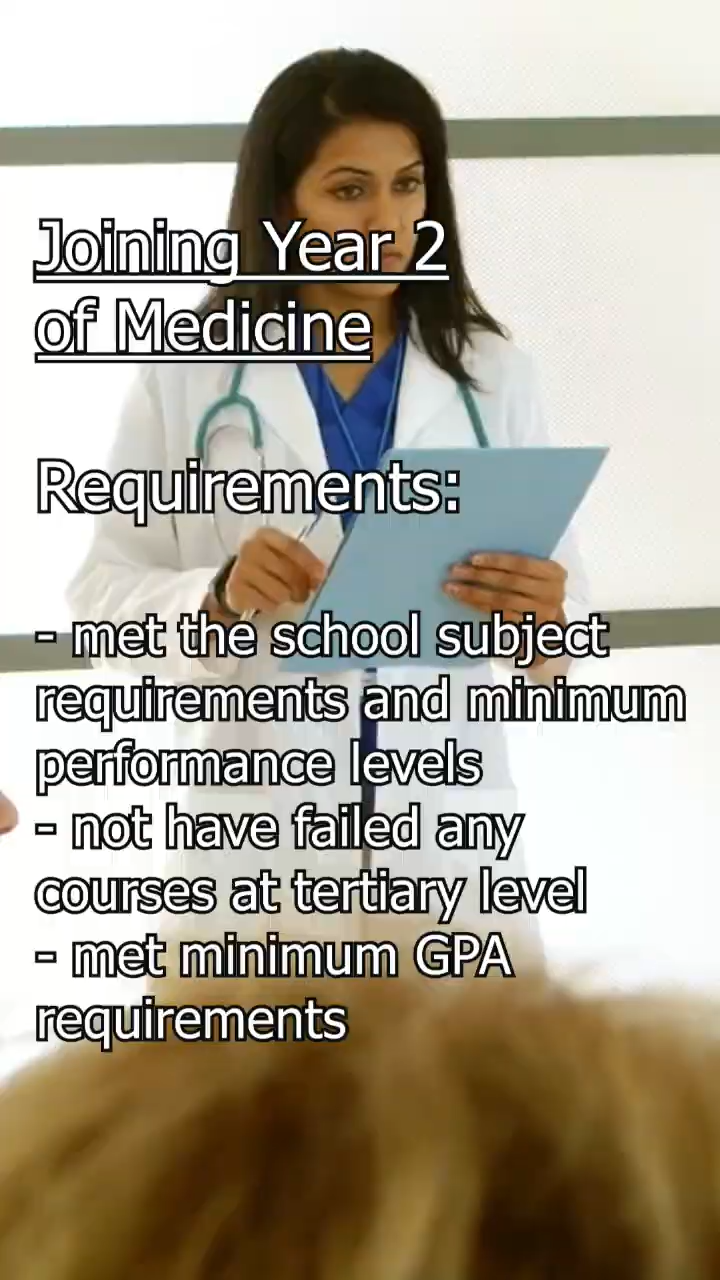 Joining Year 2
of Medicine
Requirements:
- met the school subject
requirements and minimum
performance levels
- not have failed any
courses at tertiary level
- met minimum GPA
requirements